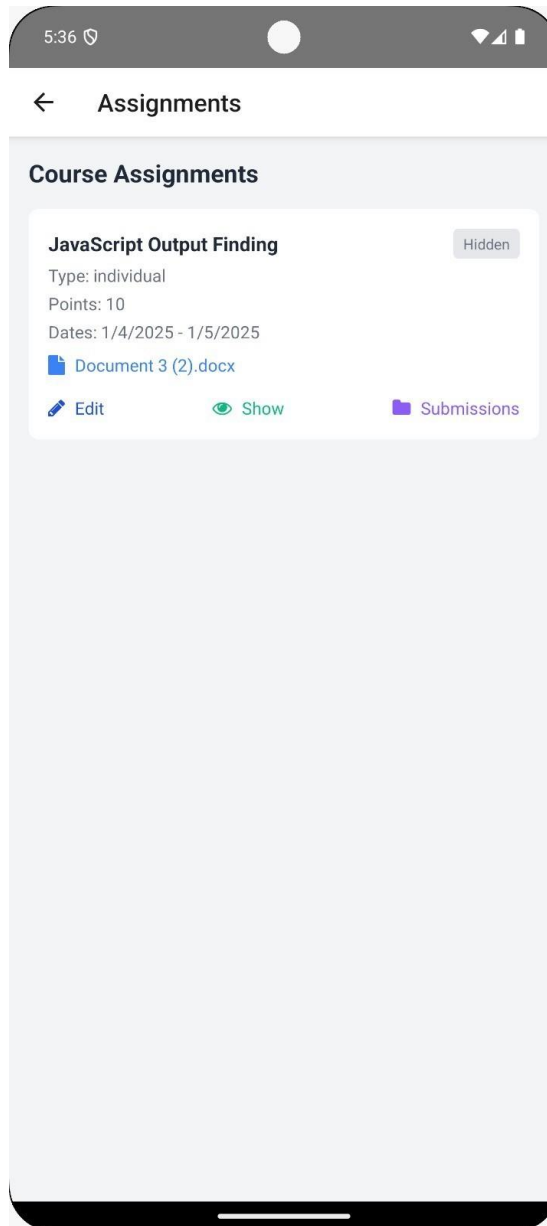 5:36
Assignments
Course Assignments
JavaScript Output Finding Hidden
Type: individual
Points: 10
Dates: 1/4/2025 - 1/5/2025
Document 3 (2).docx
Edit Show Submissions